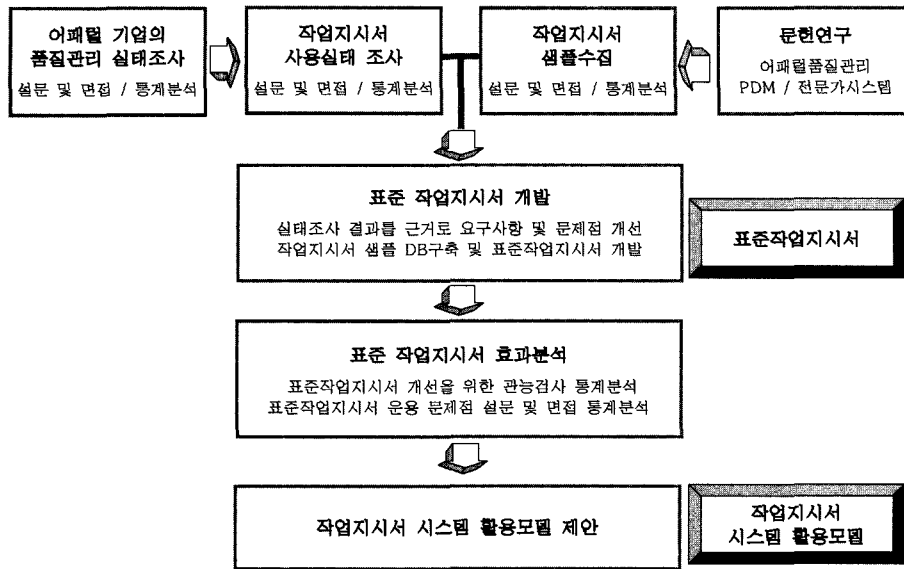 어패럴 기업의
품질관리 실태조사
설문 및 면접 / 통계분석
작업지시서
사용실태 조사
설문 및 면접 / 통계분석
작업지시서
샘플수집
설문 및 면접 / 통계분석
문헌연구
어패럴품질관리
PDM / 전문가시스템
표준 작업지시서 개발
실태조사 결과를 근거로 요구사항 및 문제점 개선
작업지시서 샘플 DB구축 및 표준작업지시서 개발
표준작업지시서
표준 작업지시서 효과분석
표준작업지시서 개선을 위한 관능검사 통계분석
표준작업지시서 운용 문제점 설문 및 면접 통계분석
작업지시서 시스템 활용모델 제안
작업지시서
시스템 활용모델